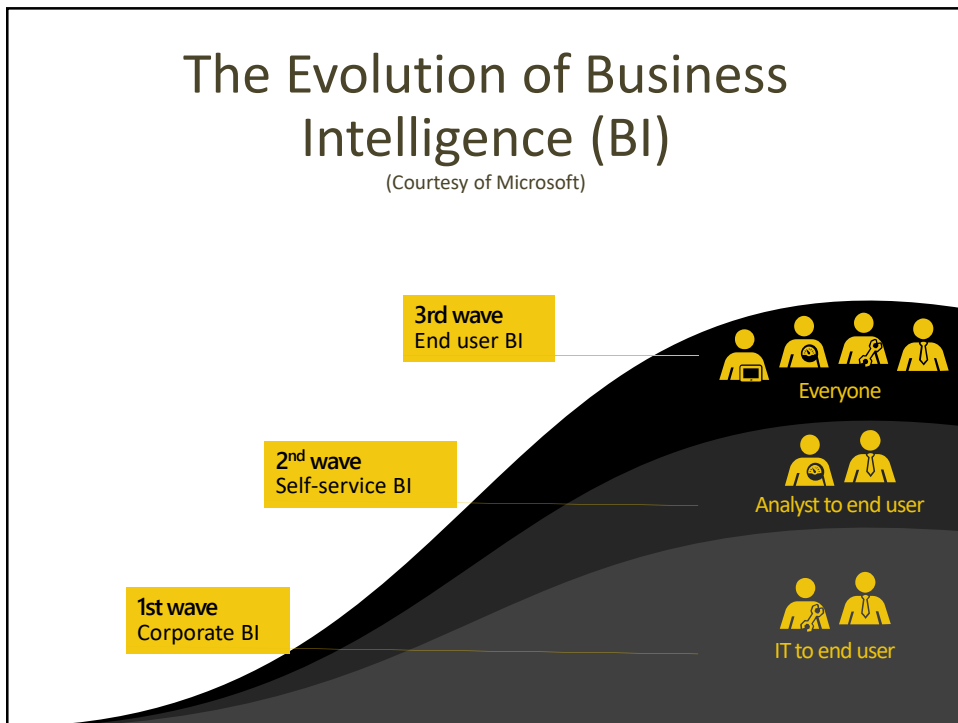 The Evolution of Business
Intelligence (BI)
(Courtesy of Microsoft)
3rd wave
End user BI
Everyone
2nd wave
Self-service BI
Analyst to end user
1st wave
Corporate BI
IT to end user